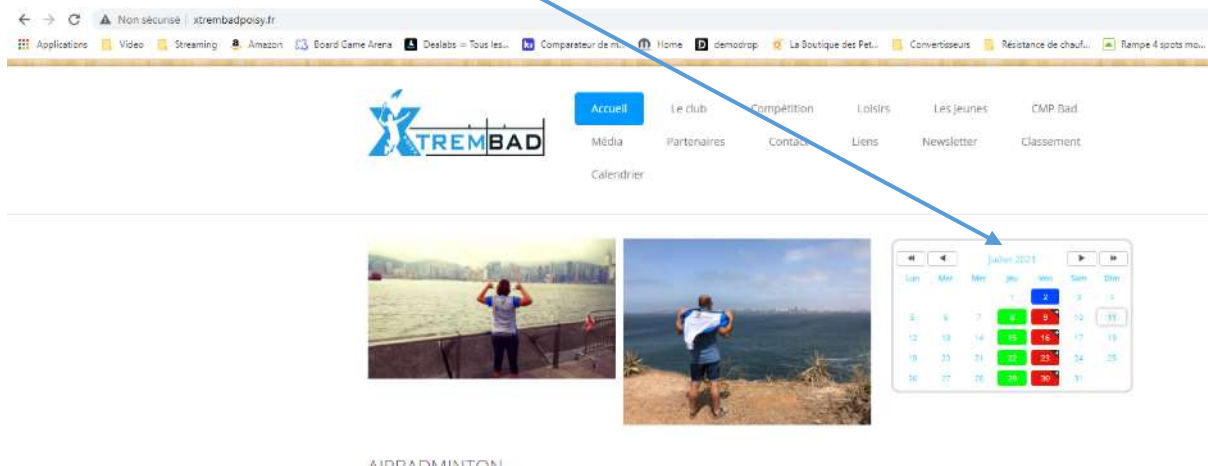 Non sécurisé | xtrembadpoisy.fr
Applications Video Streaming Amazon Board Game Arena Dealabs – Tous les... Comparateur de m... Home demodrop La Boutique des Pet... Convertisseurs Résistance de chauf... Rampe 4 spots mo...
XTREMBAD
Accueil Le club Compétition Loisirs Les jeunes CMP Bad
Média Partenaires Contact Liens Newsletter Classement
Calendrier
Juillet 2021
Lun Mar Mer Jeu Ven Sam Dim
1 2 3 4
5 6 7 8 9 10 11
12 13 14 15 16 17 18
19 20 21 22 23 24 25
26 27 28 29 30 31
AIRBADMINTON